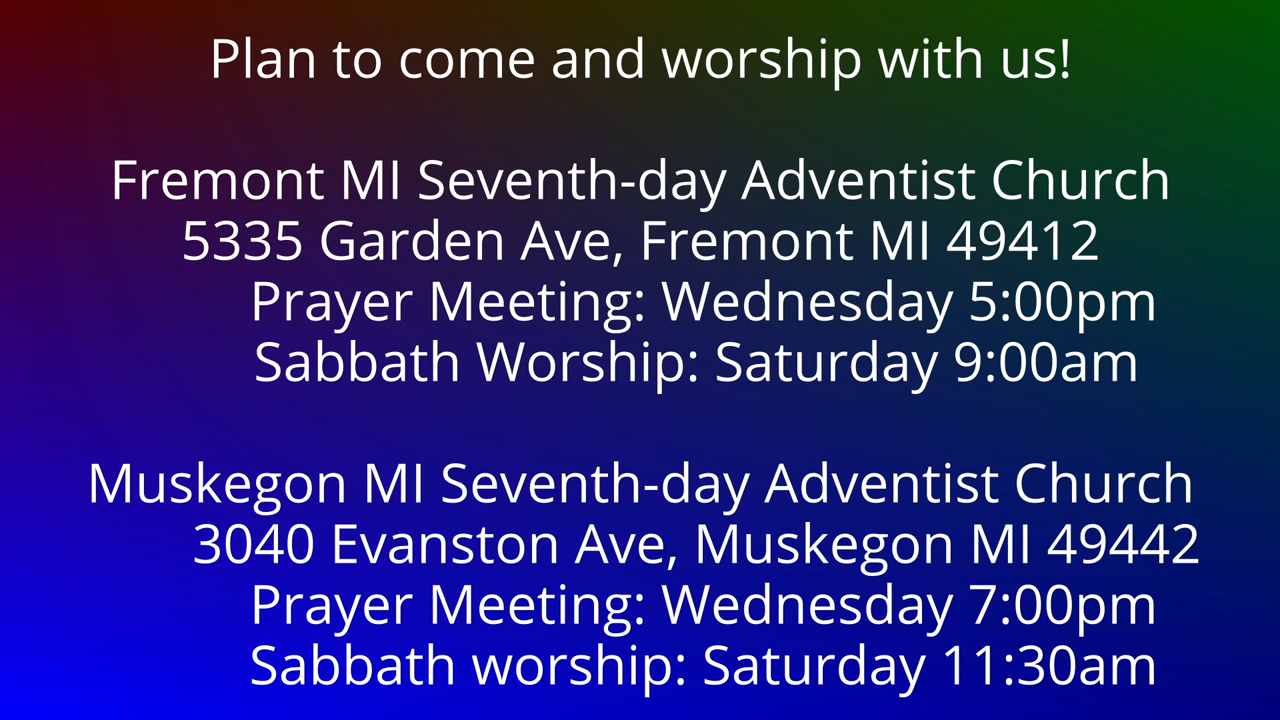 Plan to come and worship with us!
Fremont MI Seventh-day Adventist Church
5335 Garden Ave, Fremont MI 49412
Prayer Meeting: Wednesday 5:00pm
Sabbath Worship: Saturday 9:00am
Muskegon MI Seventh-day Adventist Church
3040 Evanston Ave, Muskegon MI 49442
Prayer Meeting: Wednesday 7:00pm
Sabbath worship: Saturday 11:30am